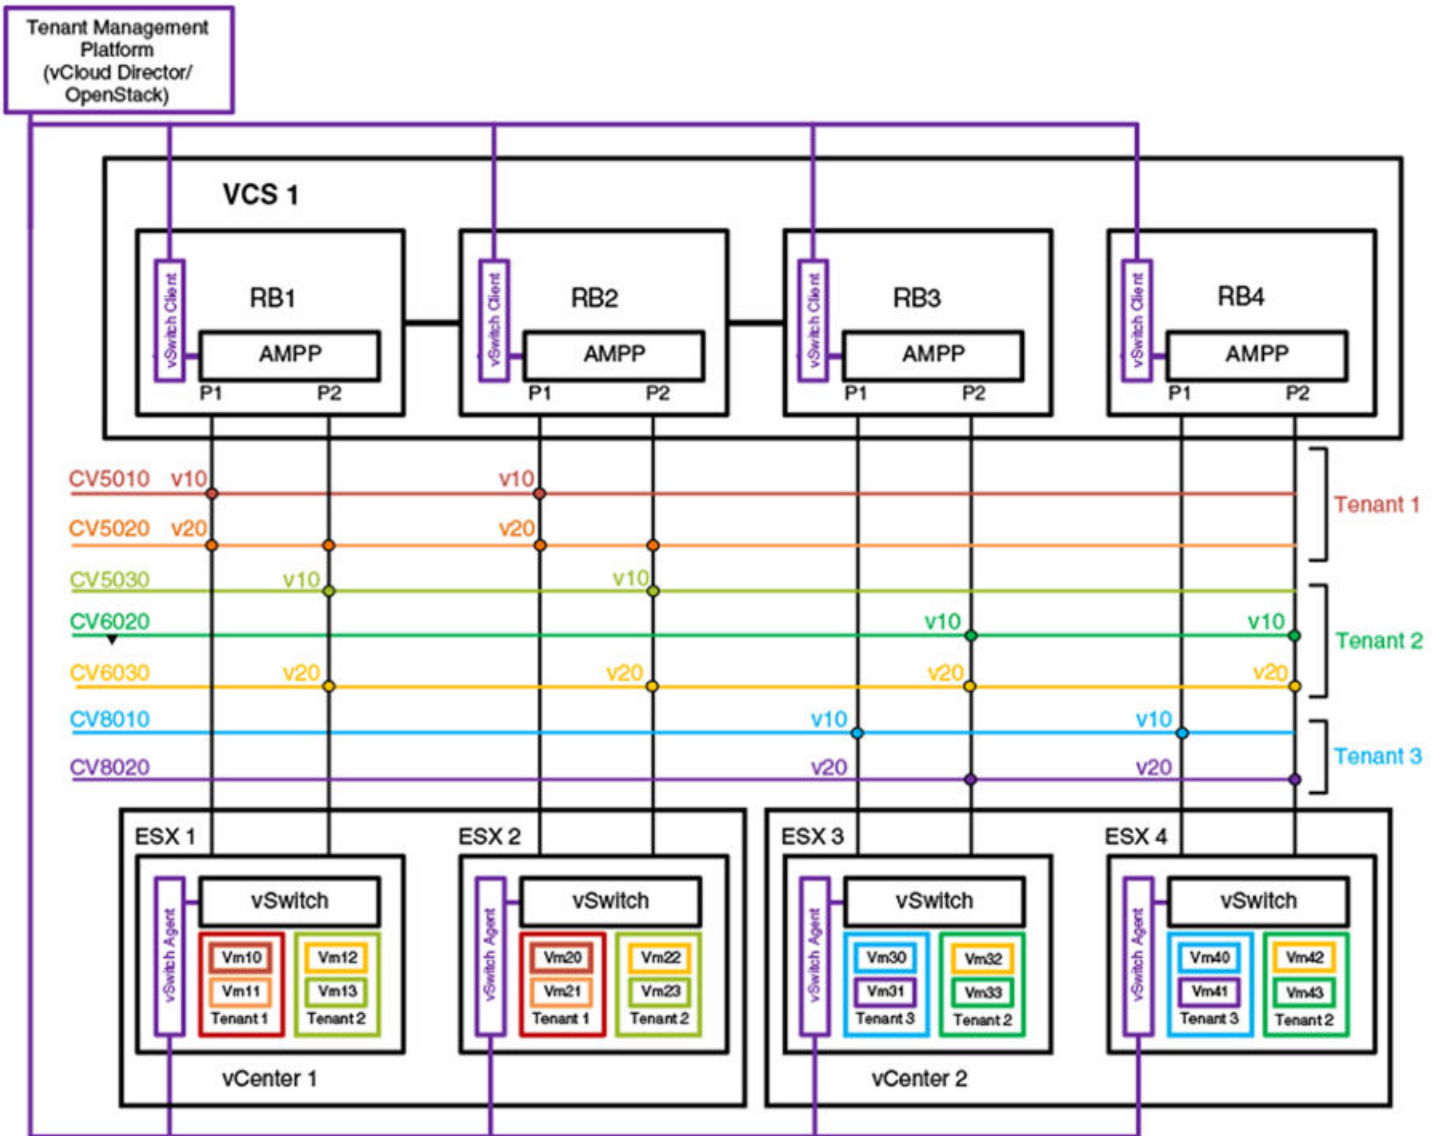 Tenant Management
Platform
(vCloud Director/
OpenStack)
VCS 1
vSwitch Client
RB1
AMPP
P1 P2
vSwitch Client
RB2
AMPP
P1 P2
vSwitch Client
RB3
AMPP
P1 P2
vSwitch Client
RB4
AMPP
P1 P2
CV5010 v10 v10
Tenant 1
CV5020 v20 v20
CV5030 v10 v10
CV6020 v10 v10
Tenant 2
CV6030 v20 v20 v20 v20
CV8010 v10 v10
Tenant 3
CV8020 v20 v20
ESX 1
vSwitch Agent
vSwitch
Vm10 Vm12
Vm11 Vm13
Tenant 1 Tenant 2
ESX 2
vSwitch Agent
vSwitch
Vm20 Vm22
Vm21 Vm23
Tenant 1 Tenant 2
vCenter 1
ESX 3
vSwitch Agent
vSwitch
Vm30 Vm32
Vm31 Vm33
Tenant 3 Tenant 2
ESX 4
vSwitch Agent
vSwitch
Vm40 Vm42
Vm41 Vm43
Tenant 3 Tenant 2
vCenter 2